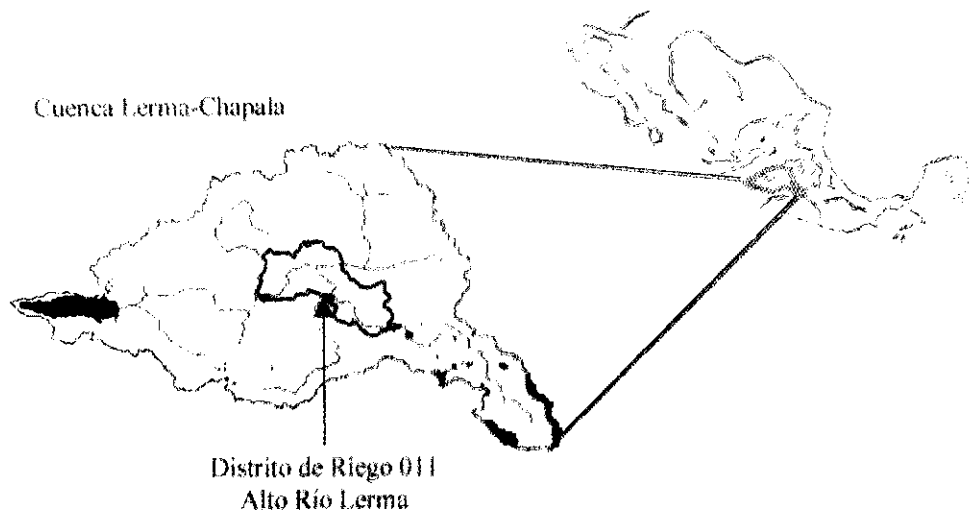 Cuenca Lerma-Chapala
Distrito de Riego 011
Alto Río Lerma